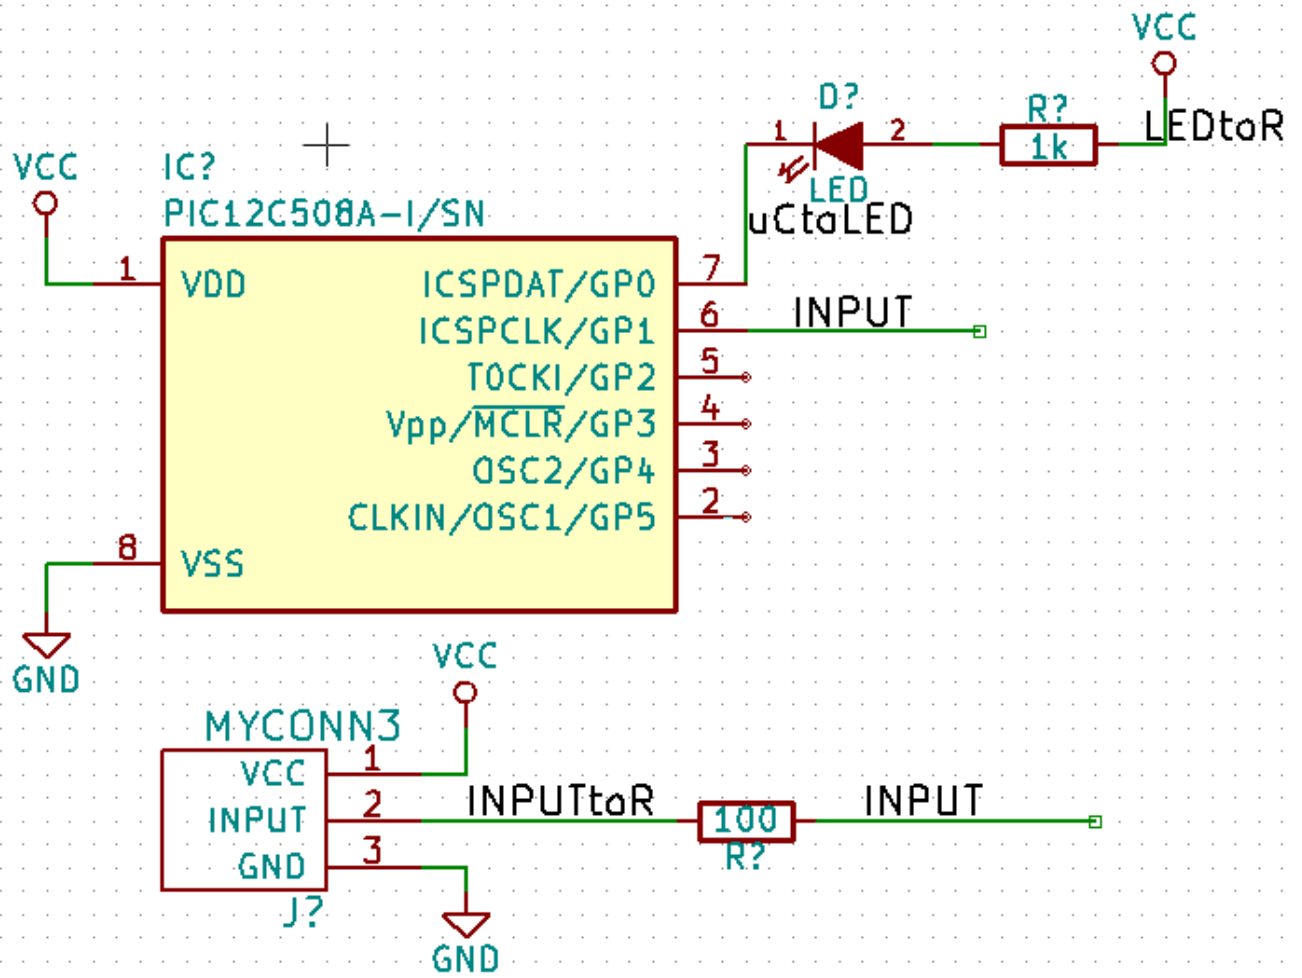 VCC
D?
R?
LEDtoR
1
2
1k
VCC
IC?
LED
PIC12C508A-I/SN
uCtoLED
1
VDD
ICSPDAT/GP0
7
ICSPCLK/GP1
6
INPUT
T0CKI/GP2
5
Vpp/MCLR/GP3
4
OSC2/GP4
3
CLKIN/OSC1/GP5
2
8
VSS
GND
VCC
MYCONN3
VCC
1
INPUT
2
INPUTtoR
100
INPUT
R?
GND
3
J?
GND